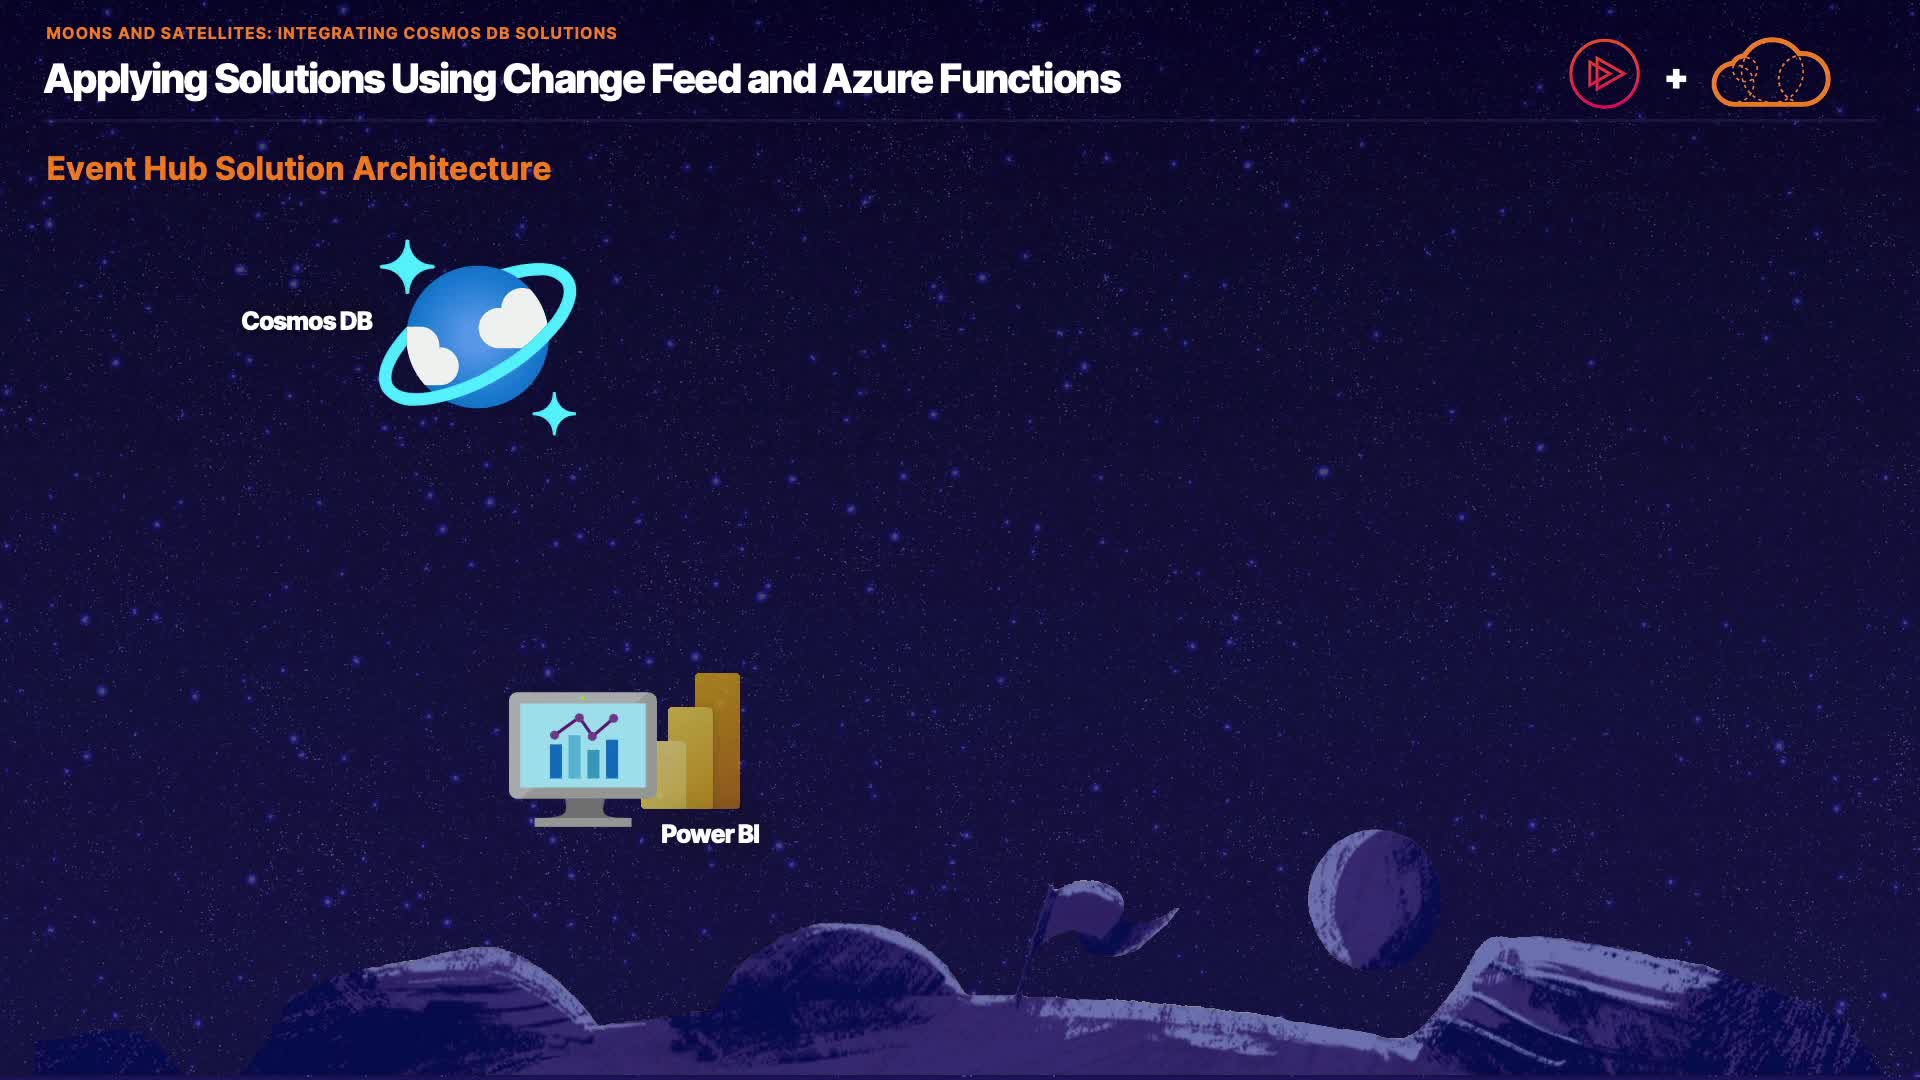 MOONS AND SATELLITES: INTEGRATING COSMOS DB SOLUTIONS
Applying Solutions Using Change Feed and Azure Functions
Event Hub Solution Architecture
Cosmos DB
Power BI